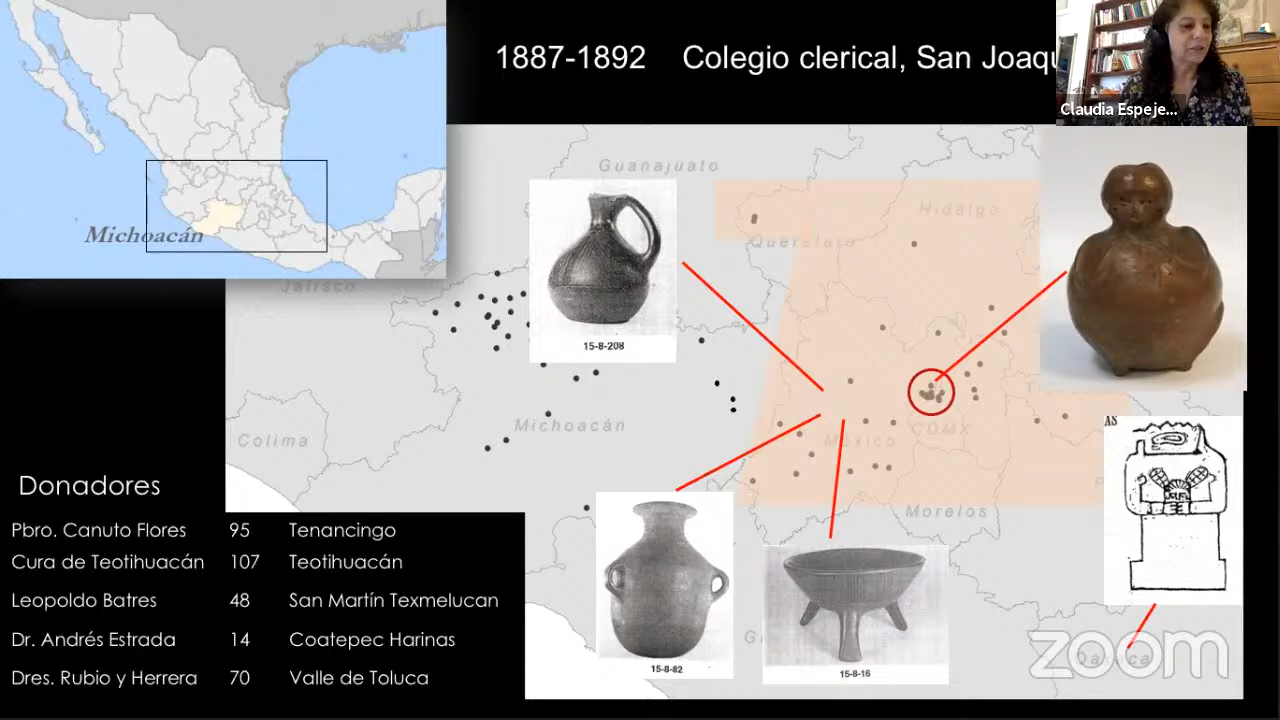 1887-1892 Colegio clerical, San Joaqu
Claudia Espeje...
Michoacán
Guanajuato
Hidalgo
Querétaro
Jalisco
15-8-208
Colima
Michoacán
México
CDMX
AS
Morelos
Donadores
Pbro. Canuto Flores 95 Tenancingo
Cura de Teotihuacán 107 Teotihuacán
Leopoldo Batres 48 San Martín Texmelucan
Dr. Andrés Estrada 14 Coatepec Harinas
Dres. Rubio y Herrera 70 Valle de Toluca
15-8-82
15-8-16
Oaxaca
zoom